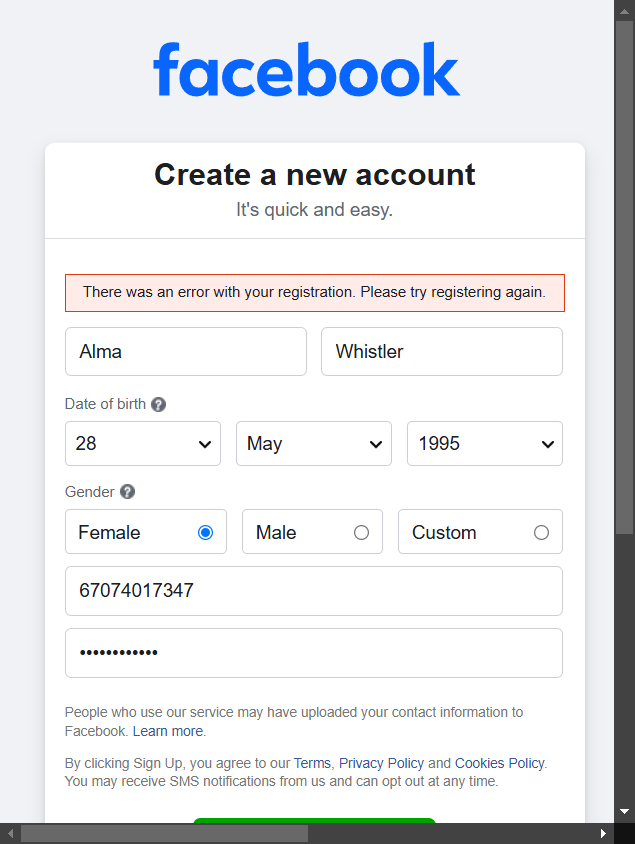 facebook
Create a new account
It's quick and easy.
There was an error with your registration. Please try registering again.
Alma Whistler
Date of birth
28 May 1995
Gender
Female Male Custom
67074017347
••••••••••••
People who use our service may have uploaded your contact information to
Facebook. Learn more.
By clicking Sign Up, you agree to our Terms, Privacy Policy and Cookies Policy.
You may receive SMS notifications from us and can opt out at any time.